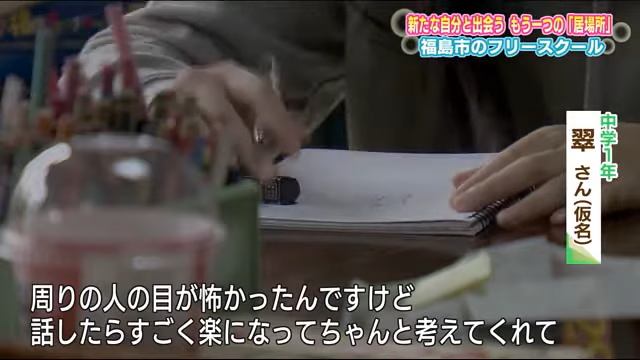 新たな自分と出会う もう一つの「居場所」
福島市のフリースクール
中学1年
翠 さん(仮名)
周りの人の目が怖かったんですけど
話したらすごく楽になってちゃんと考えてくれて